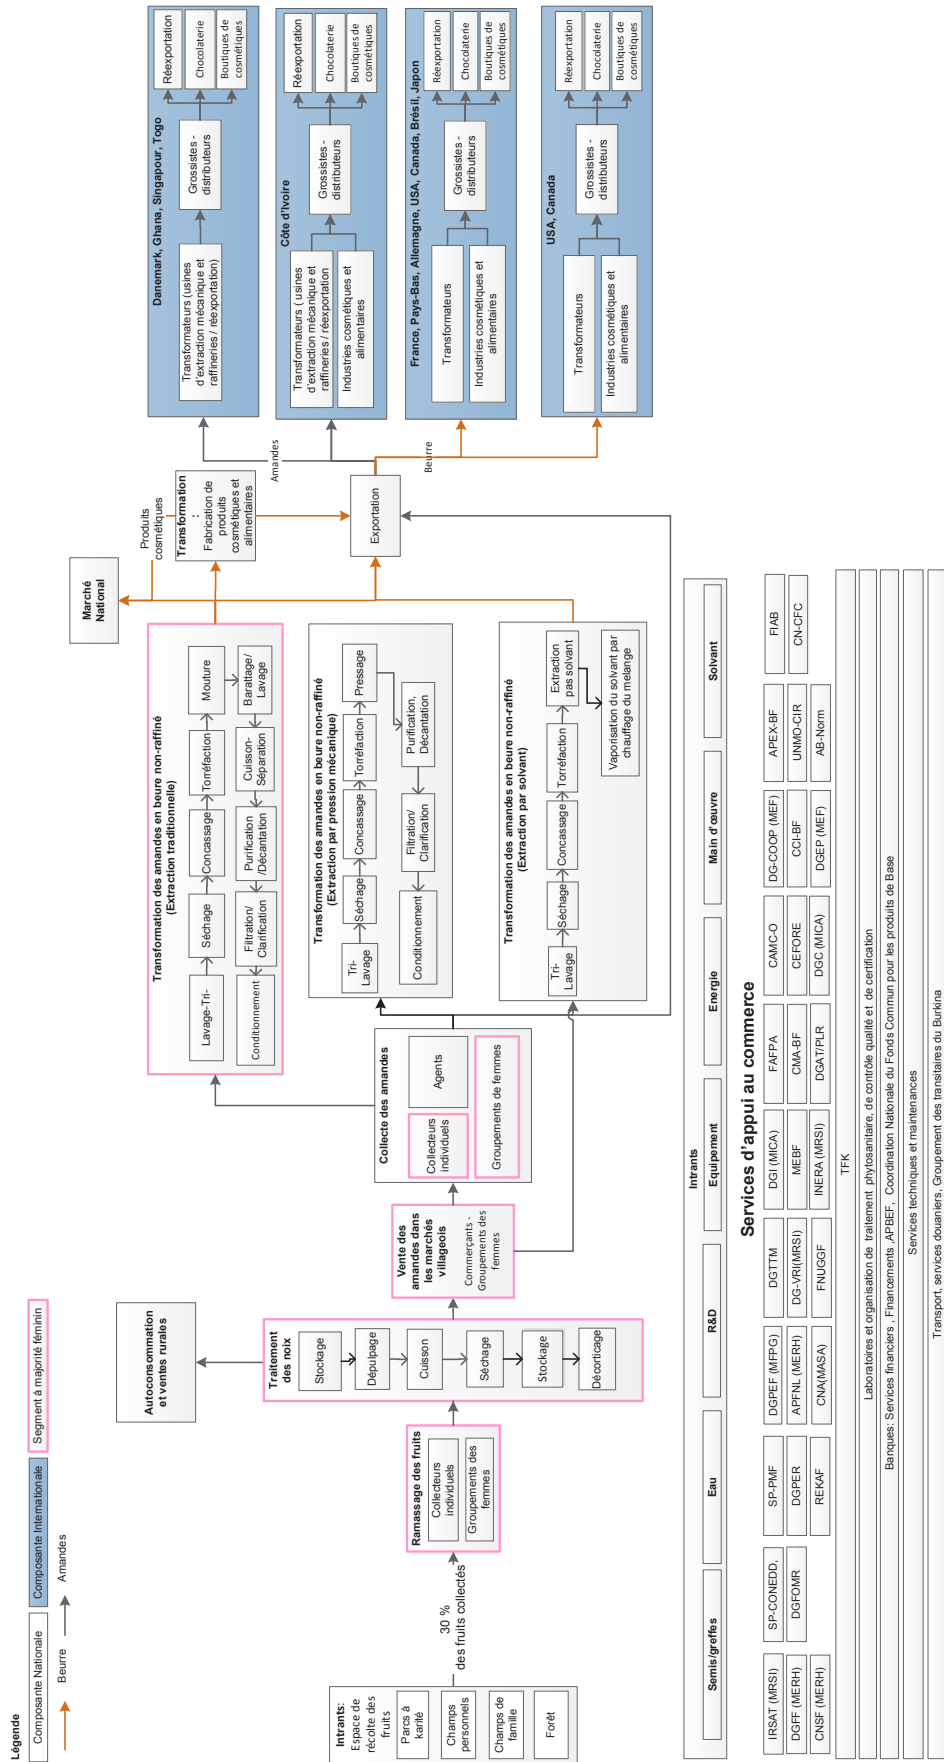 Légende
Composante Nationale
Composante Internationale
Segment à majorité féminin
Beurre
Amandes
Intrants:
Espace de
récolte des
fruits
Parcs à
karité
Champs
personnels
Champs de
famille
Forêt
30 %
des fruits collectés
Ramassage des fruits
Collecteurs
individuels
Groupements des
femmes
Autoconsommation
et ventes rurales
Traitement
des noix
Stockage
Dépulpage
Cuisson
Séchage
Stockage
Décorticage
Vente des
amandes dans
les marchés
villageois
Commerçants -
Groupements des
femmes
Collecte des amandes
Collecteurs
individuels
Agents
Groupements de femmes
Transformation des amandes en beure non-raffiné
(Extraction traditionnelle)
Lavage-Tri-
Séchage
Concassage
Torréfaction
Mouture
Conditionnement
Filtration/
Clarification
Purification
/Décantation
Cuisson-
Séparation
Barattage/
Lavage
Transformation des amandes en beure non-raffiné
(Extraction par pression mécanique)
Tri-
Lavage
Séchage
Concassage
Torréfaction
Pressage
Conditionnement
Filtration/
Clarification
Purification,
Décantation
Transformation des amandes en beure non-raffiné
(Extraction par solvant)
Tri-
Lavage
Séchage
Concassage
Torréfaction
Extraction
pas solvant
Vaporisation du solvant par
chauffage du melange
Marché
National
Produits
cosmétiques
Transformation
:
Fabrication de
produits
cosmétiques et
alimentaires
Exportation
Amandes
Beurre
Danemark, Ghana, Singapour, Togo
Transformateurs (usines
d'extraction mécanique et
raffineries / réexportation)
Grossistes -
distributeurs
Réexportation
Chocolaterie
Boutiques de
cosmétiques
Côte d'Ivoire
Transformateurs ( usines
d'extraction mécanique et
raffineries / réexportation
Industries cosmétiques et
alimentaires
Grossistes -
distributeurs
Réexportation
Chocolaterie
Boutiques de
cosmétiques
France, Pays-Bas, Allemagne, USA, Canada, Brésil, Japon
Transformateurs
Industries cosmétiques et
alimentaires
Grossistes -
distributeurs
Réexportation
Chocolaterie
Boutiques de
cosmétiques
USA, Canada
Transformateurs
Industries cosmétiques et
alimentaires
Grossistes -
distributeurs
Réexportation
Chocolaterie
Boutiques de
cosmétiques
Intrants
Semis/greffes
Eau
R&D
Equipement
Energie
Main d'œuvre
Solvant
Services d'appui au commerce
IRSAT (MRSI)
SP-CONEDD,
SP-PMF
DGPEF (MFPG)
DGTTM
DGI (MICA)
FAFPA
CAMC-O
DG-COOP (MEF)
APEX-BF
FIAB
DGFF (MERH)
DGFOMR
DGPER
APFNL (MERH)
DG-VRI(MRSI)
MEBF
CMA-BF
CEFORE
CCI-BF
UNMO-CIR
CN-CFC
CNSF (MERH)
REKAF
CNA(MASA)
FNUGGF
INERA (MRSI)
DGAT/PLR
DGC (MICA)
DGEP (MEF)
AB-Norm
TFK
Laboratoires et organisation de traitement phytosanitaire, de contrôle qualité et de certification
Banques: Services financiers , Financements ,APBEF, Coordination Nationale du Fonds Commun pour les produits de Base
Services techniques et maintenances
Transport, services douaniers, Groupement des transitaires du Burkina